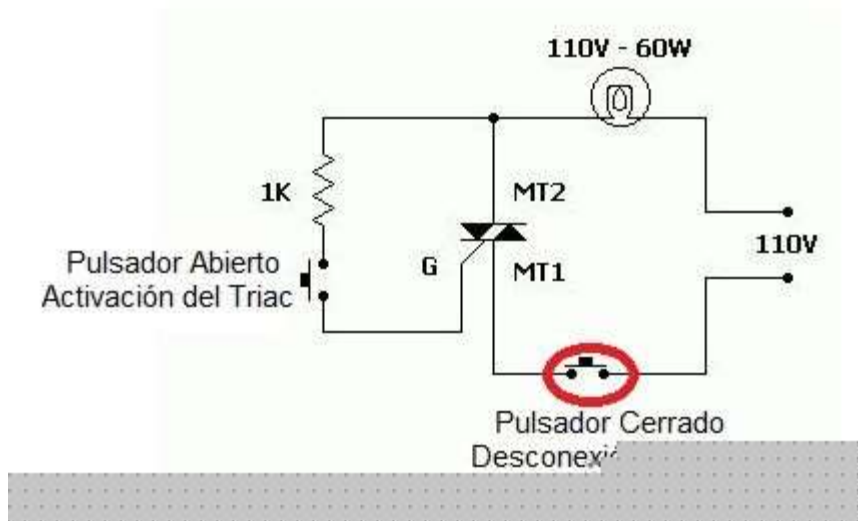 110V - 60W
1K
MT2
110V
Pulsador Abierto
Activación del Triac
G
MT1
Pulsador Cerrado